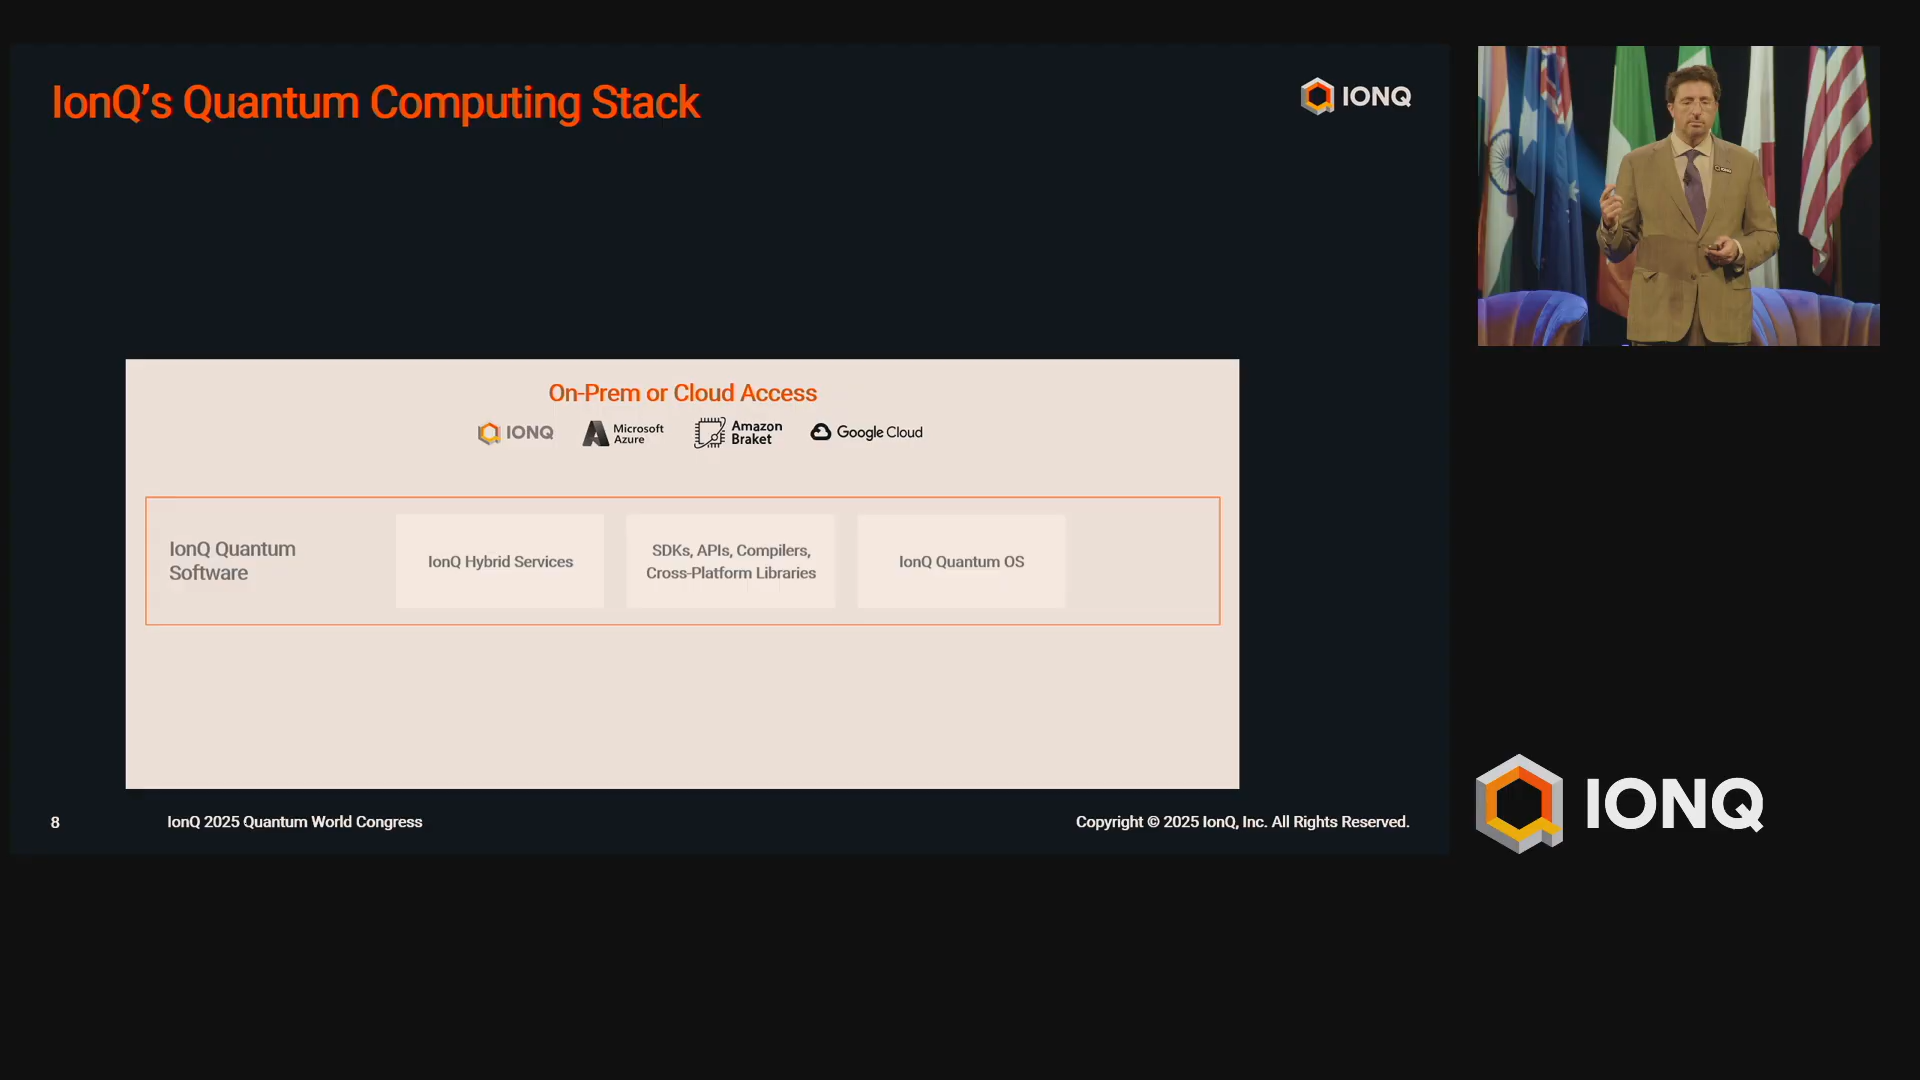 IonQ's Quantum Computing Stack
IONQ
On-Prem or Cloud Access
IONQ
Microsoft
Azure
Amazon
Braket
Google Cloud
IonQ Quantum
Software
IonQ Hybrid Services
SDKs, APIs, Compilers,
Cross-Platform Libraries
IonQ Quantum OS
8
IonQ 2025 Quantum World Congress
Copyright © 2025 IonQ, Inc. All Rights Reserved.
IONQ